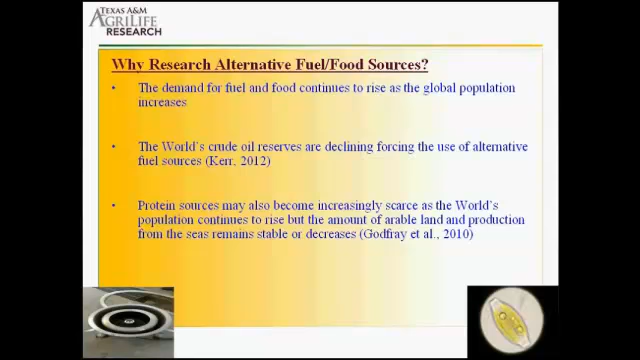 TEXAS A&M
AGRILIFE
RESEARCH
Why Research Alternative Fuel/Food Sources?
• The demand for fuel and food continues to rise as the global population
increases
• The World's crude oil reserves are declining forcing the use of alternative
fuel sources (Kerr, 2012)
• Protein sources may also become increasingly scarce as the World's
population continues to rise but the amount of arable land and production
from the seas remains stable or decreases (Godfray et al., 2010)